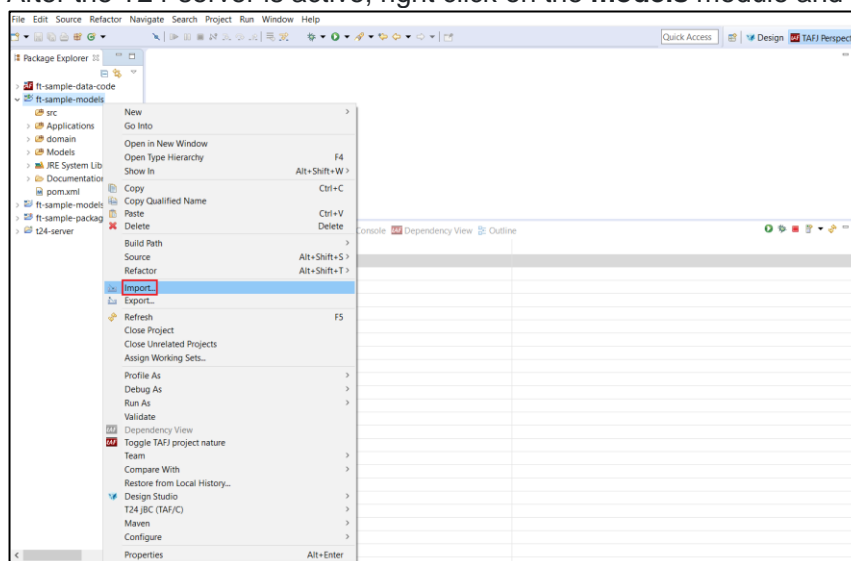 After the T24 server is active, right click on the Models module and
File Edit Source Refactor Navigate Search Project Run Window Help
Quick Access Design TAFJ Perspect
Package Explorer
ft-sample-data-code
ft-sample-models
src
Applications
domain
Models
JRE System Lib
Documentation
pom.xml
ft-sample-models
ft-sample-packag
t24-server
New
Go Into
Open in New Window
Open Type Hierarchy F4
Show In Alt+Shift+W >
Copy Ctrl+C
Copy Qualified Name
Paste Ctrl+V
Delete Delete
Build Path
Source Alt+Shift+S >
Refactor Alt+Shift+T >
Import...
Export...
Refresh F5
Close Project
Close Unrelated Projects
Assign Working Sets...
Profile As
Debug As
Run As
Validate
Dependency View
Toggle TAFJ project nature
Team
Compare With
Restore from Local History...
Design Studio
T24 jBC (TAF/C)
Maven
Configure
Properties Alt+Enter
Console Dependency View Outline